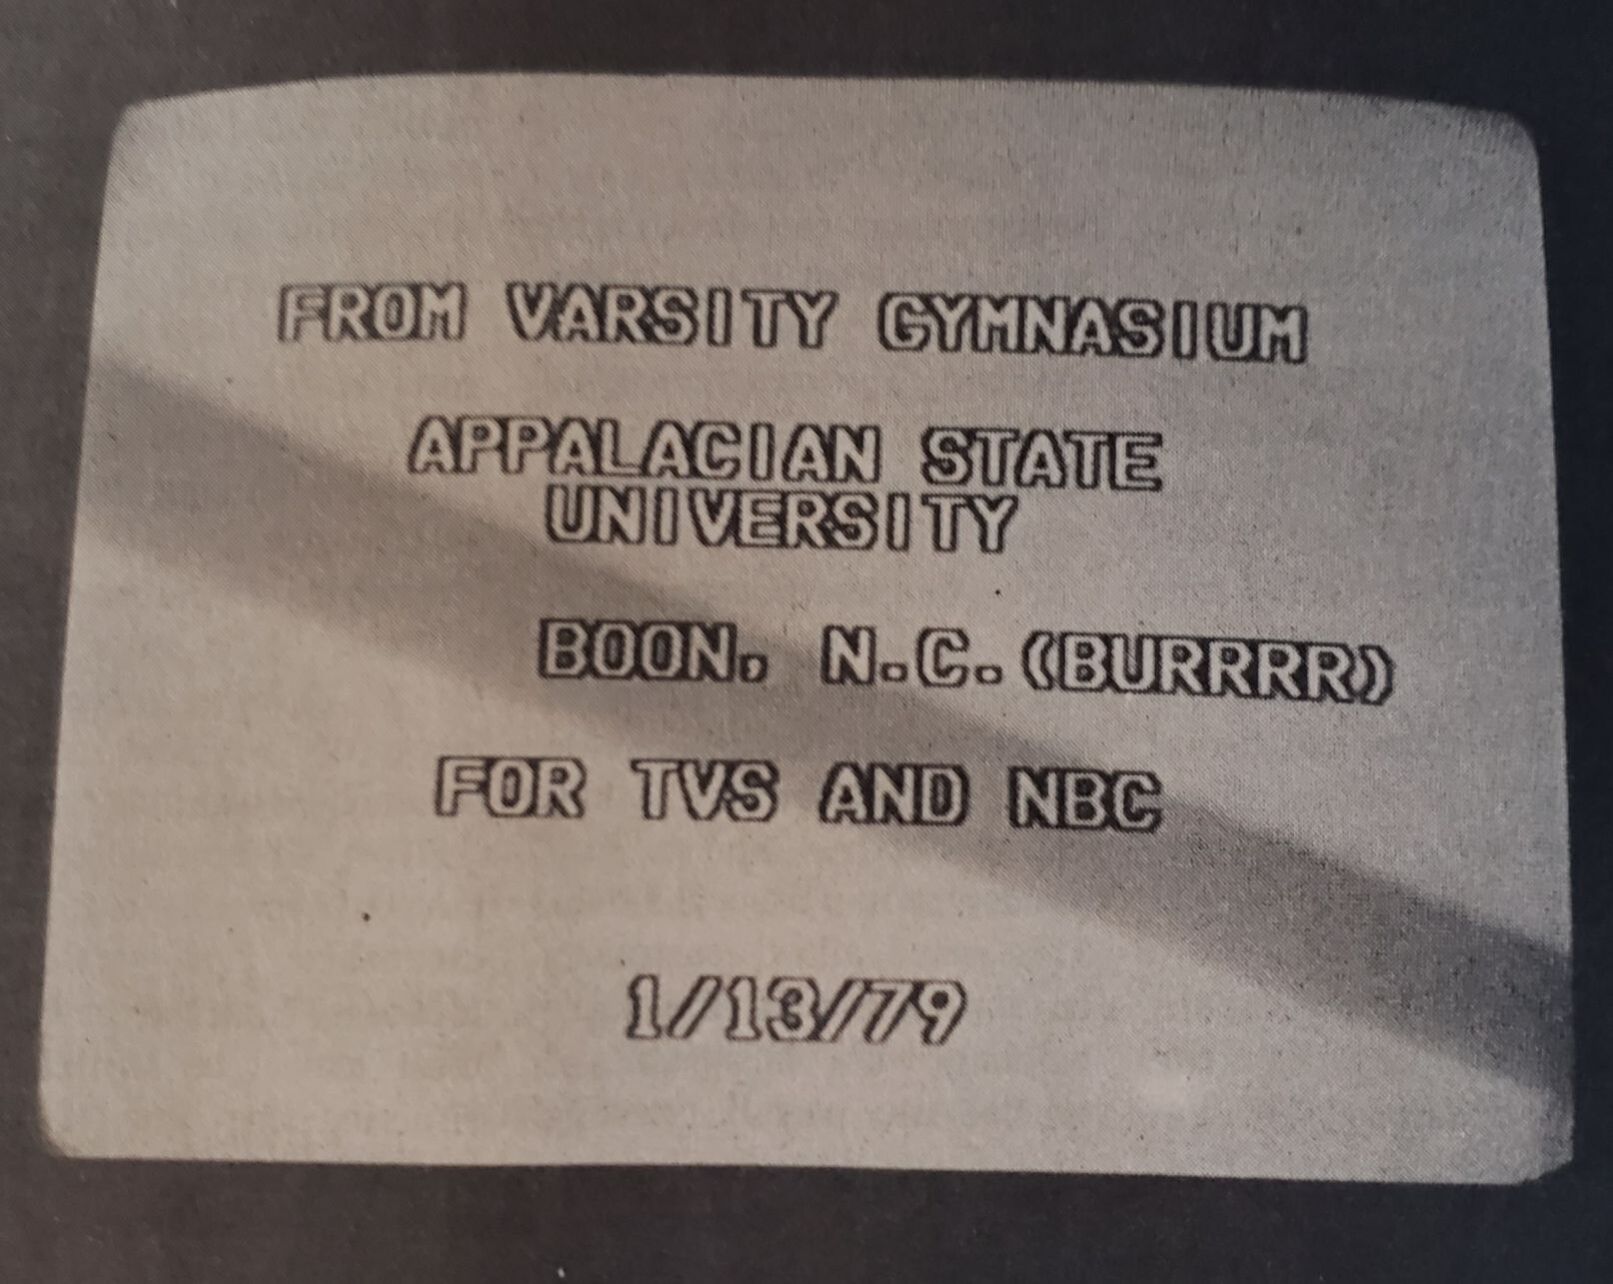 FROM VARSITY GYMNASIUM
APPALACIAN STATE
UNIVERSITY
BOON, N.C. (BURRRR)
FOR TVS AND NBC
1/13/79